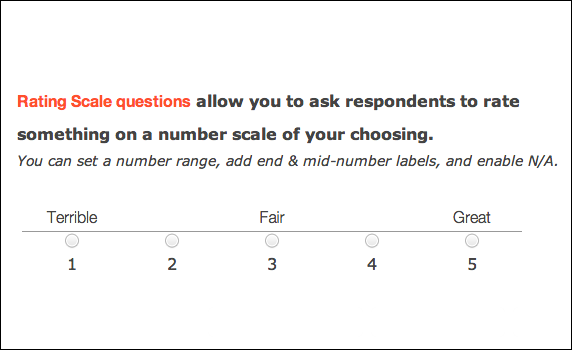 Rating Scale questions allow you to ask respondents to rate
something on a number scale of your choosing.
You can set a number range, add end & mid-number labels, and enable N/A.
Terrible Fair Great
1 2 3 4 5